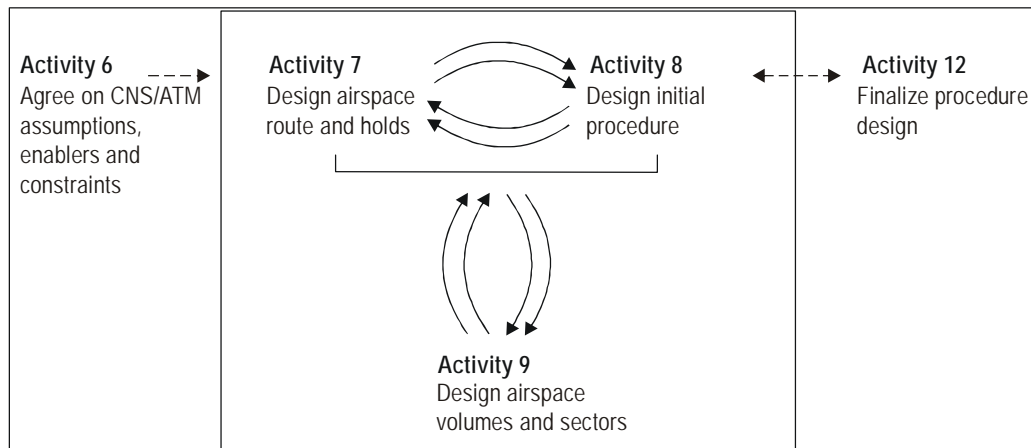 Activity 6
Agree on CNS/ATM
assumptions,
enablers and
constraints
Activity 7
Design airspace
route and holds
Activity 8
Design initial
procedure
Activity 12
Finalize procedure
design
Activity 9
Design airspace
volumes and sectors